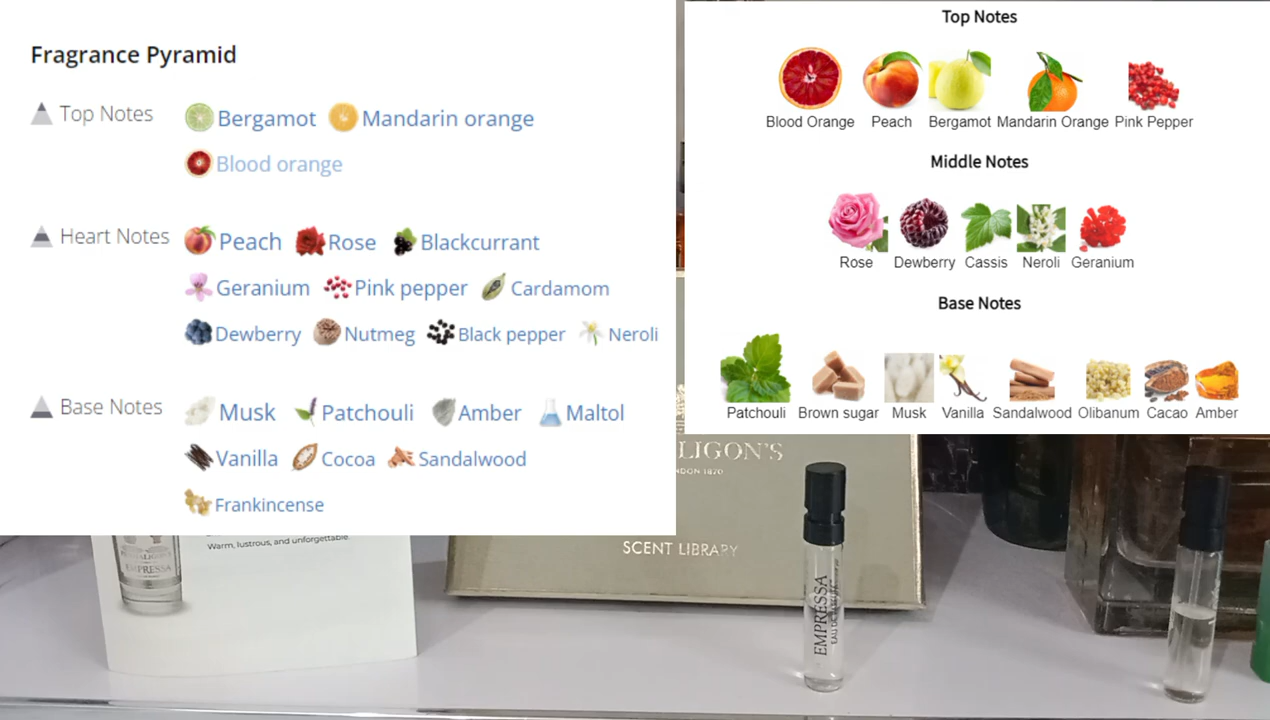 Fragrance Pyramid
Top Notes
Bergamot Mandarin orange
Blood orange
Heart Notes
Peach Rose Blackcurrant
Geranium Pink pepper Cardamom
Dewberry Nutmeg Black pepper Neroli
Base Notes
Musk Patchouli Amber Maltol
Vanilla Cocoa Sandalwood
Frankincense
Top Notes
Blood Orange Peach Bergamot Mandarin Orange Pink Pepper
Middle Notes
Rose Dewberry Cassis Neroli Geranium
Base Notes
Patchouli Brown sugar Musk Vanilla Sandalwood Olibanum Cacao Amber
LIGON'S
NDON 1870
SCENT LIBRARY
Warm, lustrous, and unforgettable.
EMPRESSA
EMPRESSA
EAU DE